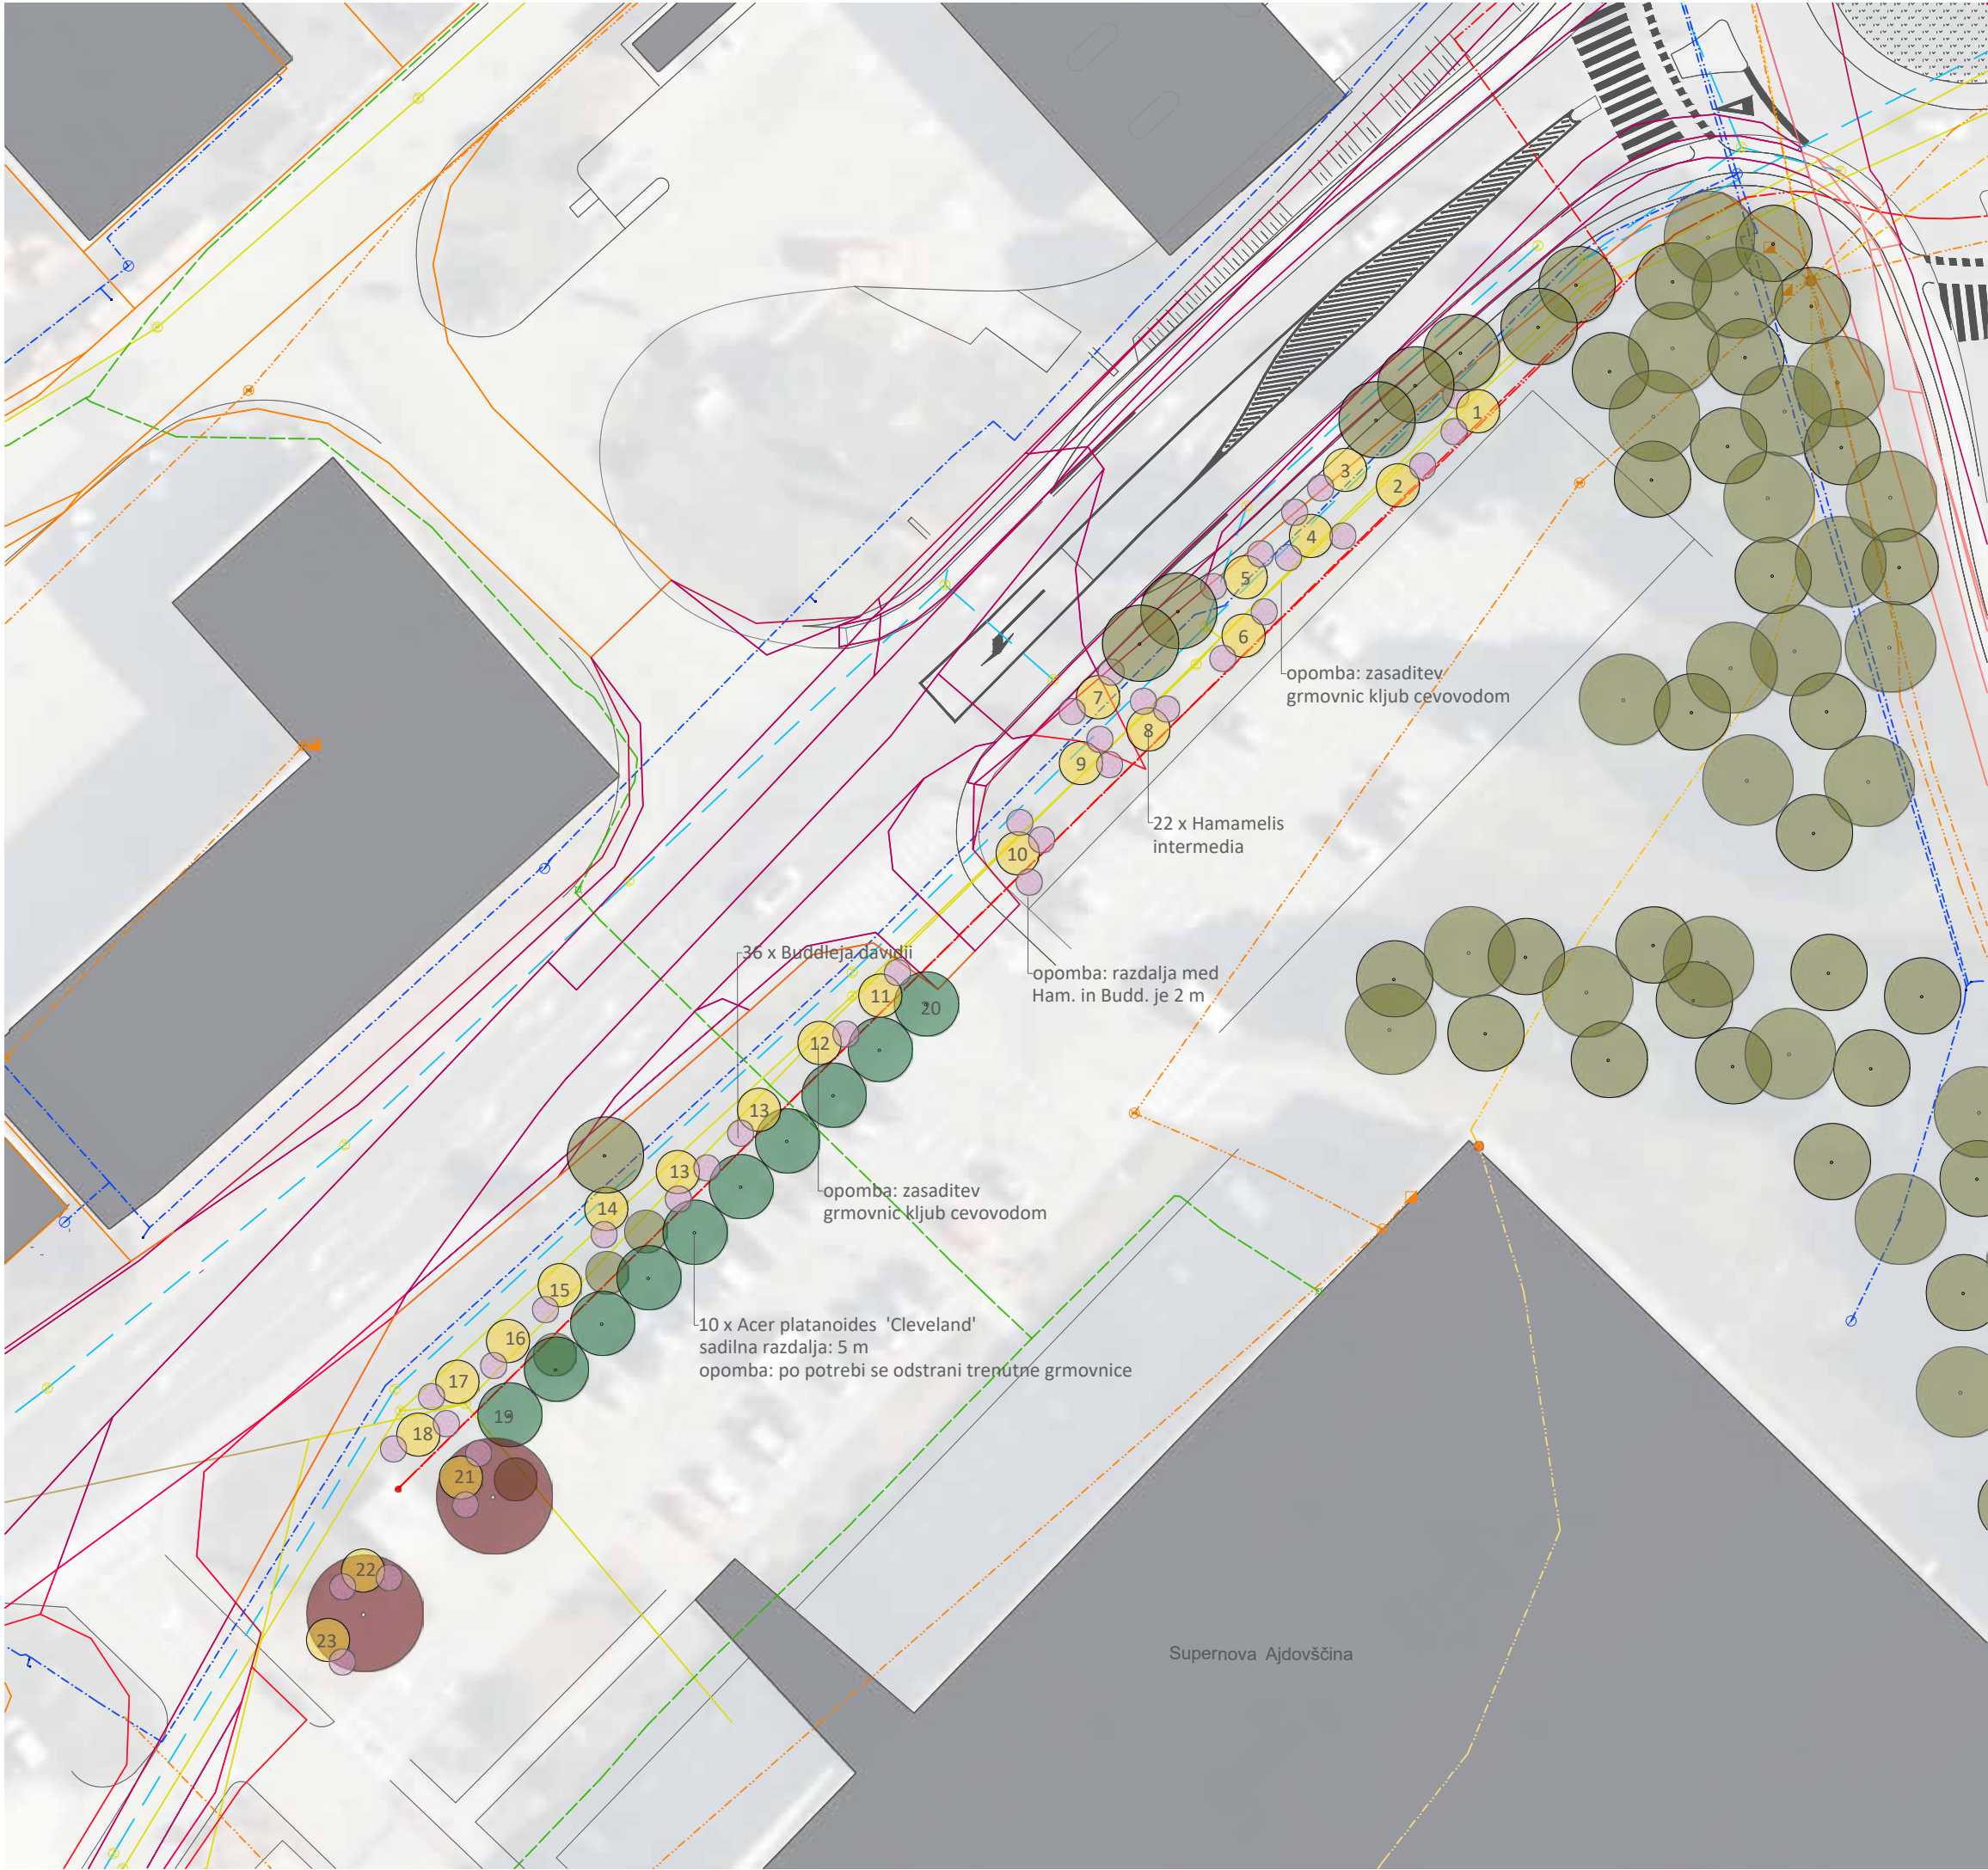 1
3
2
4
5
6
opomba: zasaditev
grmovnic kljub cevovodom
7
8
9
22 x Hamamelis
intermedia
10
36 x Buddleja davidii
opomba: razdalja med
Ham. in Budd. je 2 m
11
20
12
13
13
opomba: zasaditev
grmovnic kljub cevovodom
14
15
10 x Acer platanoides 'Cleveland'
sadilna razdalja: 5 m
opomba: po potrebi se odstrani trenutne grmovnice
16
17
19
18
21
22
23
Supernova Ajdovščina